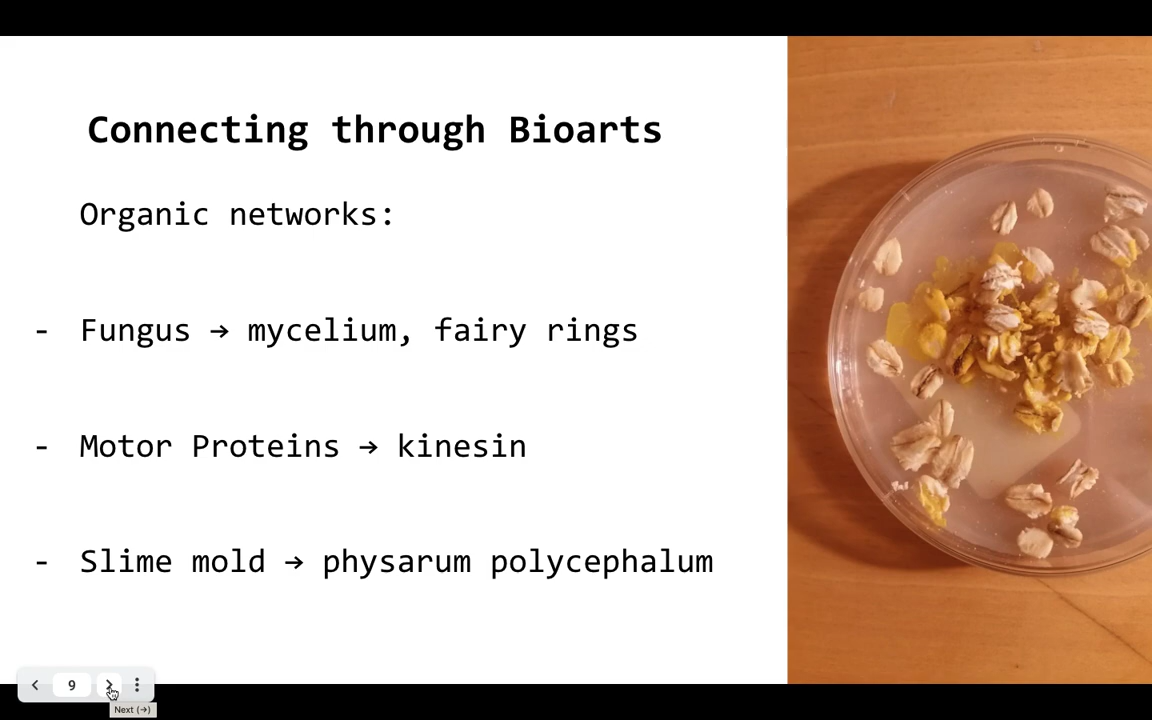 Connecting through Bioarts
Organic networks:
- Fungus → mycelium, fairy rings
- Motor Proteins → kinesin
- Slime mold → physarum polycephalum
9
Next (→)